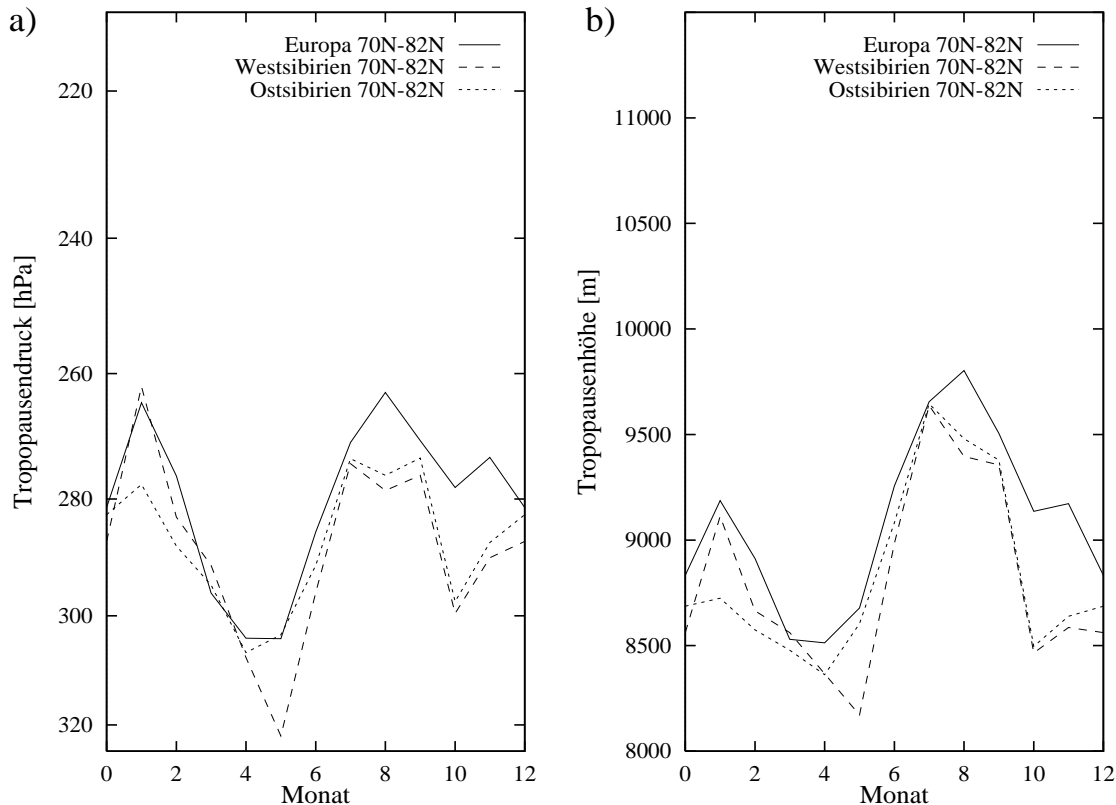 a)
Europa 70N-82N
Westsibirien 70N-82N
Ostsibirien 70N-82N
220
240
260
280
300
320
Tropopausendruck [hPa]
0 2 4 6 8 10 12
Monat
b)
Europa 70N-82N
Westsibirien 70N-82N
Ostsibirien 70N-82N
11000
10500
10000
9500
9000
8500
8000
Tropopausenhöhe [m]
0 2 4 6 8 10 12
Monat